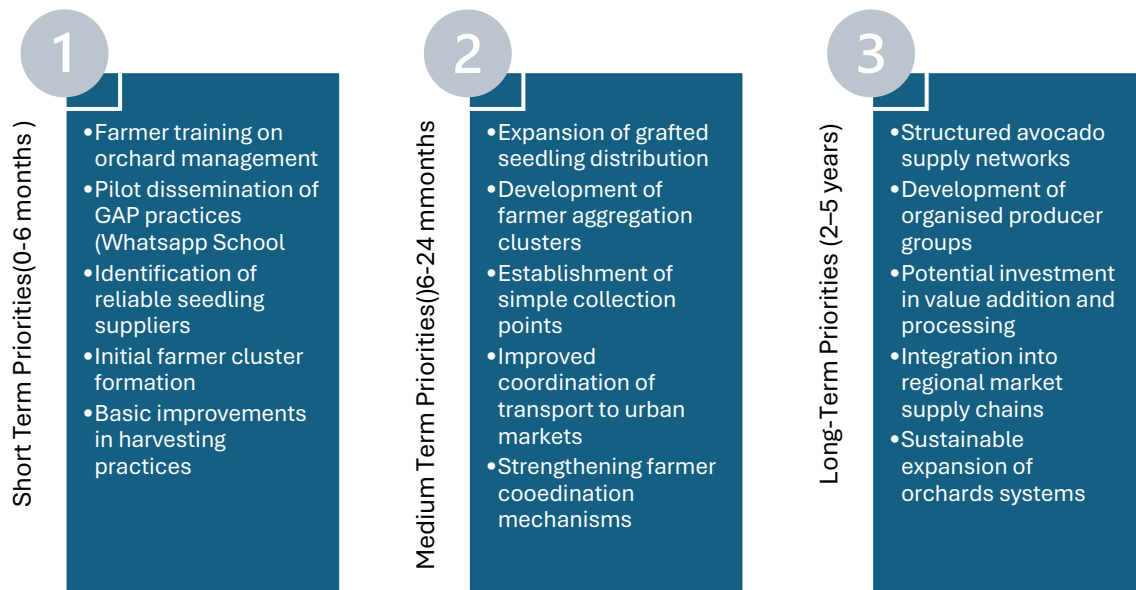 1
Short Term Priorities(0-6 months )
•Farmer training on
orchard management
•Pilot dissemination of
GAP practices
(Whatsapp School
•Identification of
reliable seedling
suppliers
•Initial farmer cluster
formation
•Basic improvements
in harvesting
practices
2
Medium Term Priorities()6-24 mmonths
•Expansion of grafted
seedling distribution
•Development of
farmer aggregation
clusters
•Establishment of
simple collection
points
•Improved
coordination of
transport to urban
markets
•Strengthening farmer
cooedination
mechanisms
3
Long-Term Priorities (2–5 years)
•Structured avocado
supply networks
•Development of
organised producer
groups
•Potential investment
in value addition and
processing
•Integration into
regional market
supply chains
•Sustainable
expansion of
orchards systems